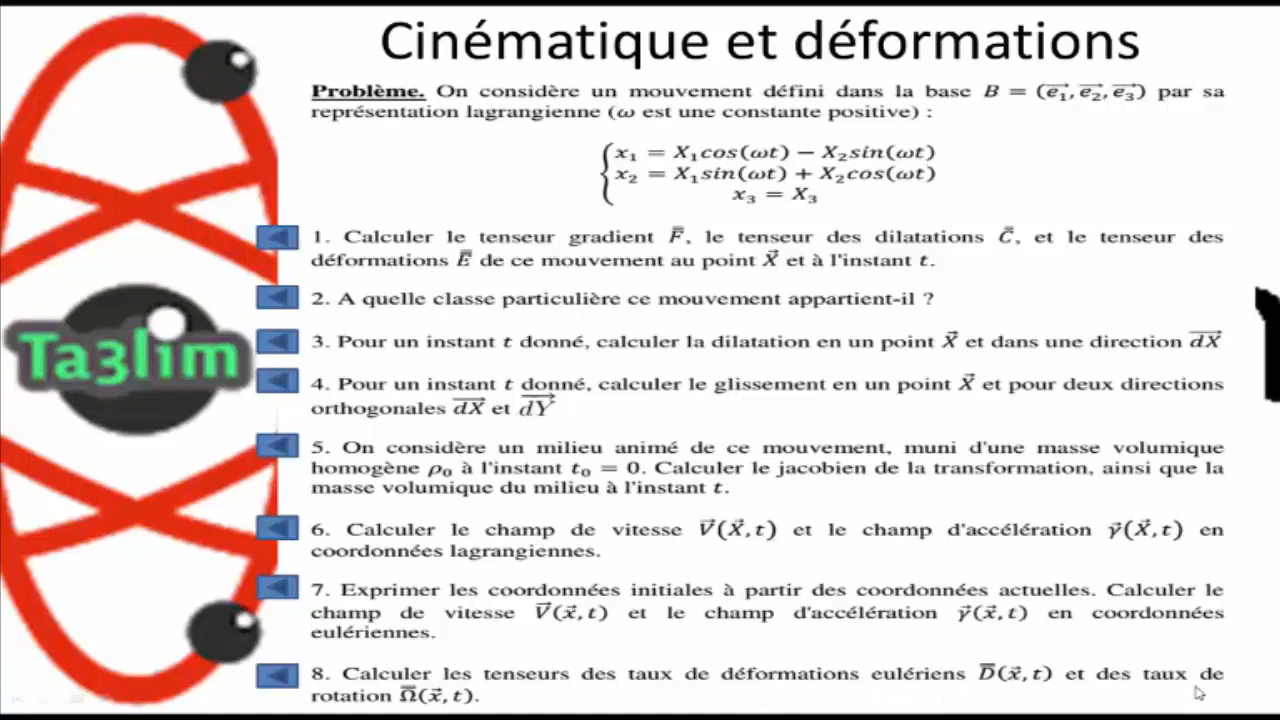 Cinématique et déformations
Problème. On considère un mouvement défini dans la base B = (e₁⃗, e₂⃗, e₃⃗) par sa
représentation lagrangienne (ω est une constante positive) :
x₁ = X₁cos(ωt) − X₂sin(ωt)
x₂ = X₁sin(ωt) + X₂cos(ωt)
x₃ = X₃
1. Calculer le tenseur gradient F̿, le tenseur des dilatations C̿, et le tenseur des
déformations E̿ de ce mouvement au point X⃗ et à l'instant t.
2. A quelle classe particulière ce mouvement appartient-il ?
Ta3lim
3. Pour un instant t donné, calculer la dilatation en un point X⃗ et dans une direction dX⃗
4. Pour un instant t donné, calculer le glissement en un point X⃗ et pour deux directions
orthogonales dX⃗ et dY⃗
5. On considère un milieu animé de ce mouvement, muni d'une masse volumique
homogène ρ₀ à l'instant t₀ = 0. Calculer le jacobien de la transformation, ainsi que la
masse volumique du milieu à l'instant t.
6. Calculer le champ de vitesse V⃗(X⃗, t) et le champ d'accélération γ⃗(X⃗, t) en
coordonnées lagrangiennes.
7. Exprimer les coordonnées initiales à partir des coordonnées actuelles. Calculer le
champ de vitesse V⃗(x⃗, t) et le champ d'accélération γ⃗(x⃗, t) en coordonnées
eulériennes.
8. Calculer les tenseurs des taux de déformations eulériens D̿(x⃗, t) et des taux de
rotation Ω̿(x⃗, t).